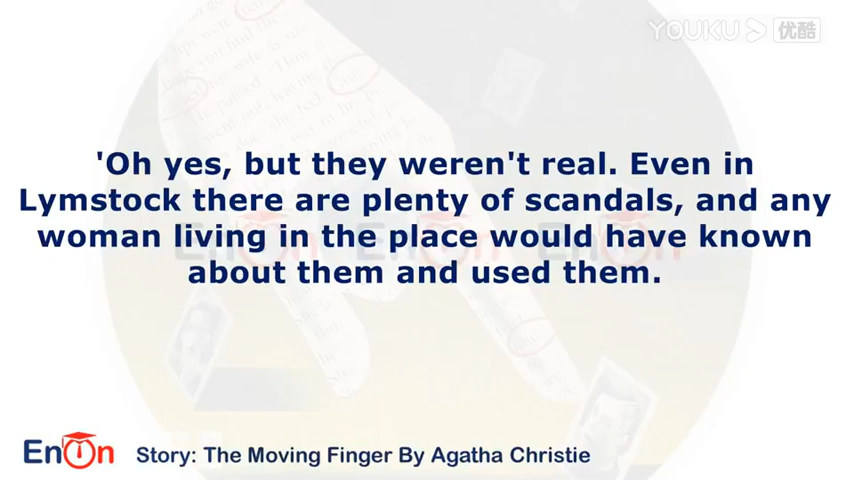 YOUKU 优酷
'Oh yes, but they weren't real. Even in
Lymstock there are plenty of scandals, and any
woman living in the place would have known
about them and used them.
EnOn Story: The Moving Finger By Agatha Christie